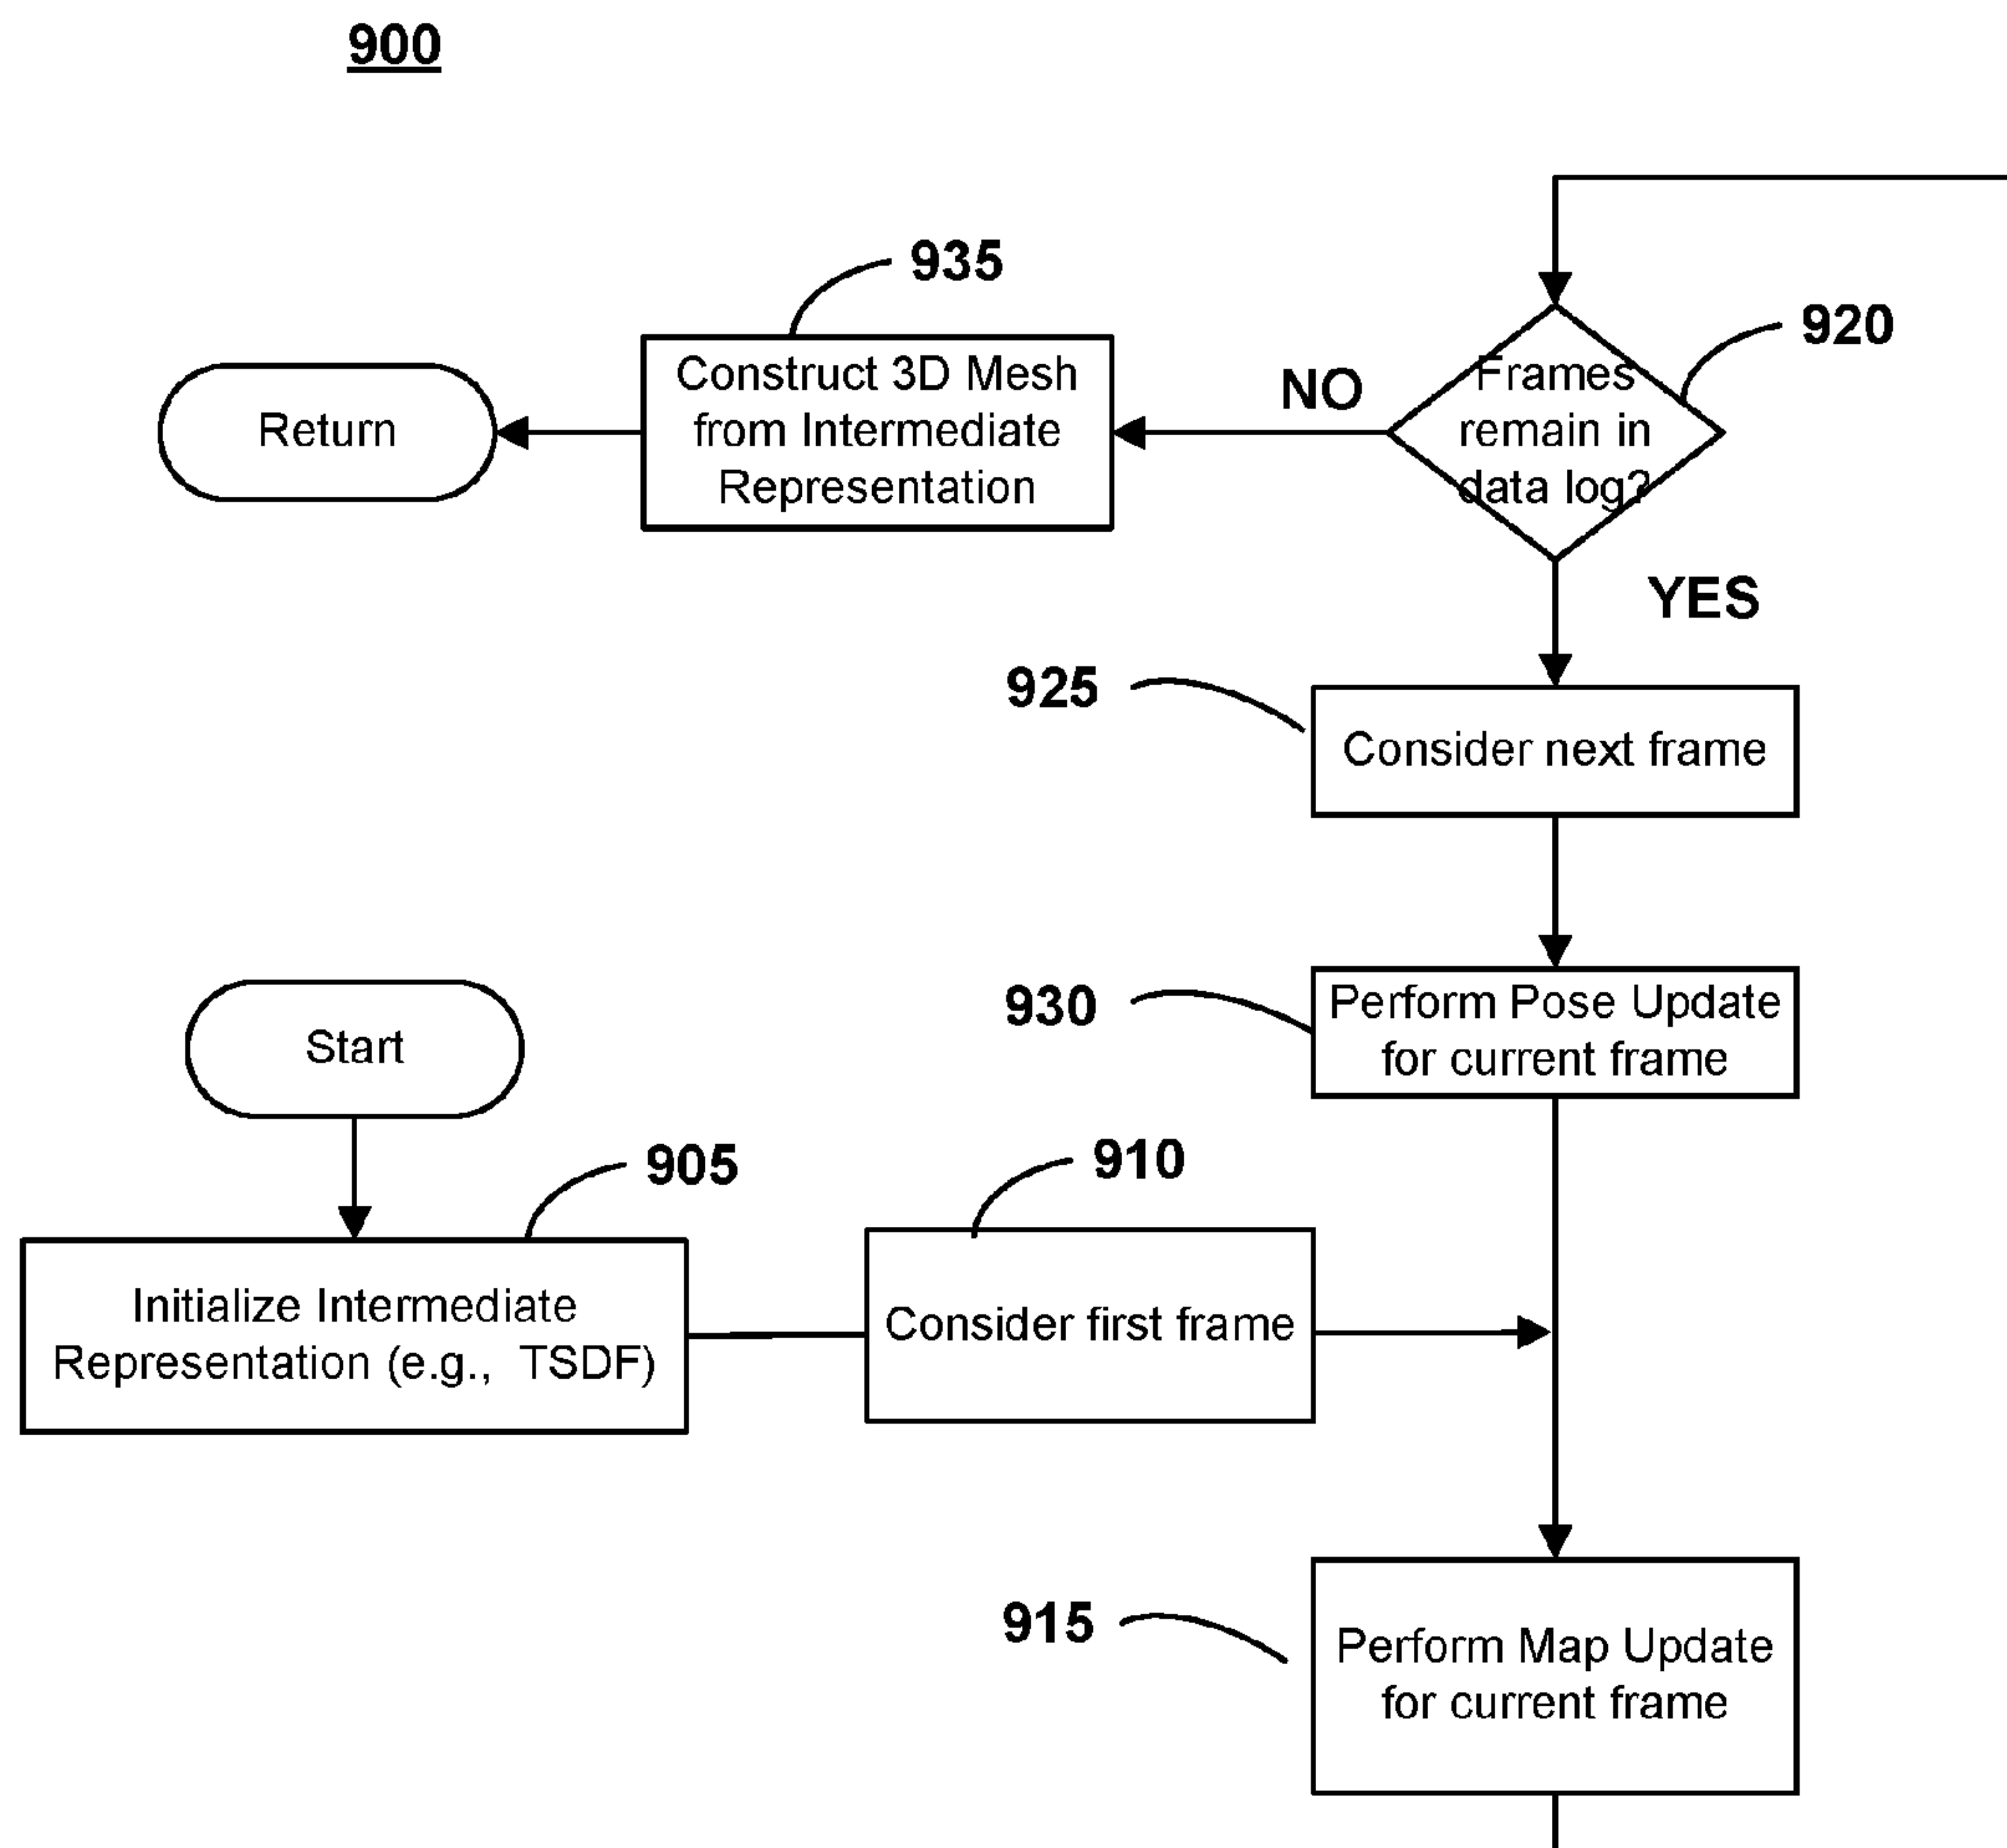 900
935
Construct 3D Mesh
from Intermediate
Representation
Return
NO
920
Frames
remain in
data log?
YES
925
Consider next frame
930
Perform Pose Update
for current frame
Start
905
910
Initialize Intermediate
Representation (e.g., TSDF)
Consider first frame
915
Perform Map Update
for current frame